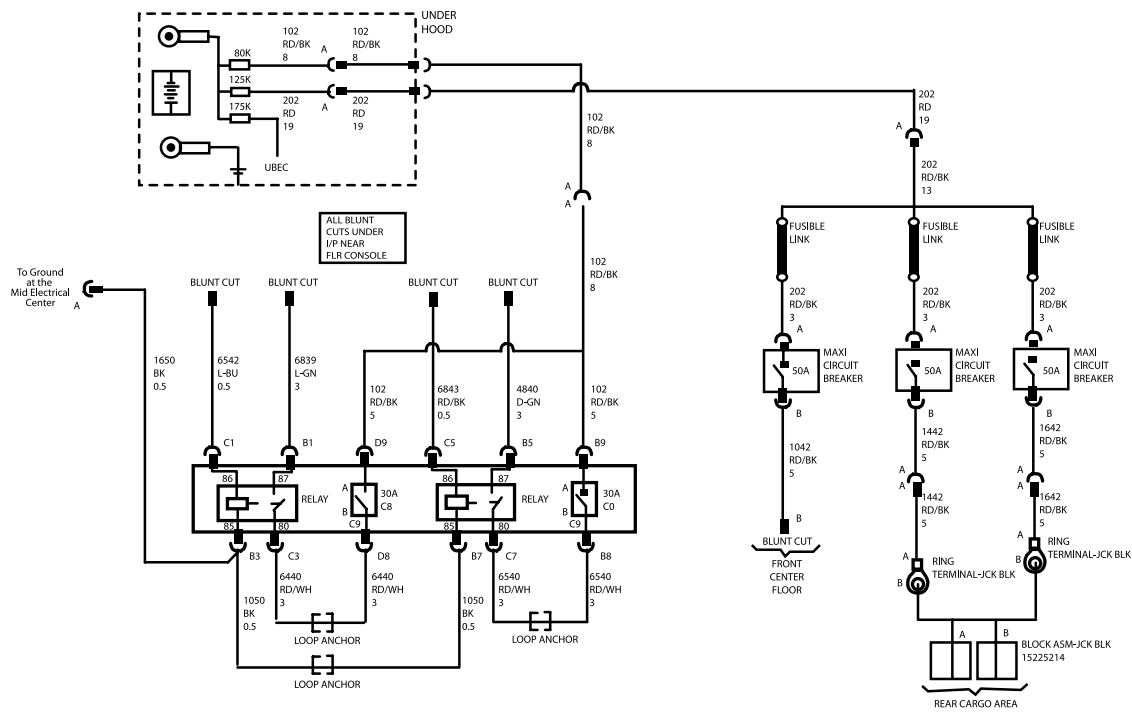 UNDER
HOOD
102
RD/BK
8
A
102
RD/BK
8
80K
125K
175K
202
RD
19
A
202
RD
19
UBEC
102
RD/BK
8
A
A
202
RD
19
A
202
RD/BK
13
ALL BLUNT
CUTS UNDER
I/P NEAR
FLR CONSOLE
FUSIBLE
LINK
FUSIBLE
LINK
FUSIBLE
LINK
To Ground
at the
Mid Electrical
Center
A
BLUNT CUT
BLUNT CUT
BLUNT CUT
BLUNT CUT
102
RD/BK
8
202
RD/BK
3
A
202
RD/BK
3
A
202
RD/BK
3
A
1650
BK
0.5
6542
L-BU
0.5
6839
L-GN
3
102
RD/BK
5
6843
RD/BK
0.5
4840
D-GN
3
102
RD/BK
5
50A
MAXI
CIRCUIT
BREAKER
50A
MAXI
CIRCUIT
BREAKER
50A
MAXI
CIRCUIT
BREAKER
B
B
B
1042
RD/BK
5
1442
RD/BK
5
1642
RD/BK
5
C1
B1
D9
C5
B5
B9
86
87
RELAY
85
80
A
30A
C8
B
C9
86
87
RELAY
85
80
A
30A
C0
B
C9
A
A
1442
RD/BK
5
A
A
1642
RD/BK
5
B
BLUNT CUT
FRONT
CENTER
FLOOR
A
RING
TERMINAL-JCK BLK
B
A
RING
TERMINAL-JCK BLK
B
B3
C3
D8
B7
C7
B8
1050
BK
0.5
6440
RD/WH
3
6440
RD/WH
3
1050
BK
0.5
6540
RD/WH
3
6540
RD/WH
3
LOOP ANCHOR
LOOP ANCHOR
LOOP ANCHOR
A
B
BLOCK ASM-JCK BLK
15225214
REAR CARGO AREA